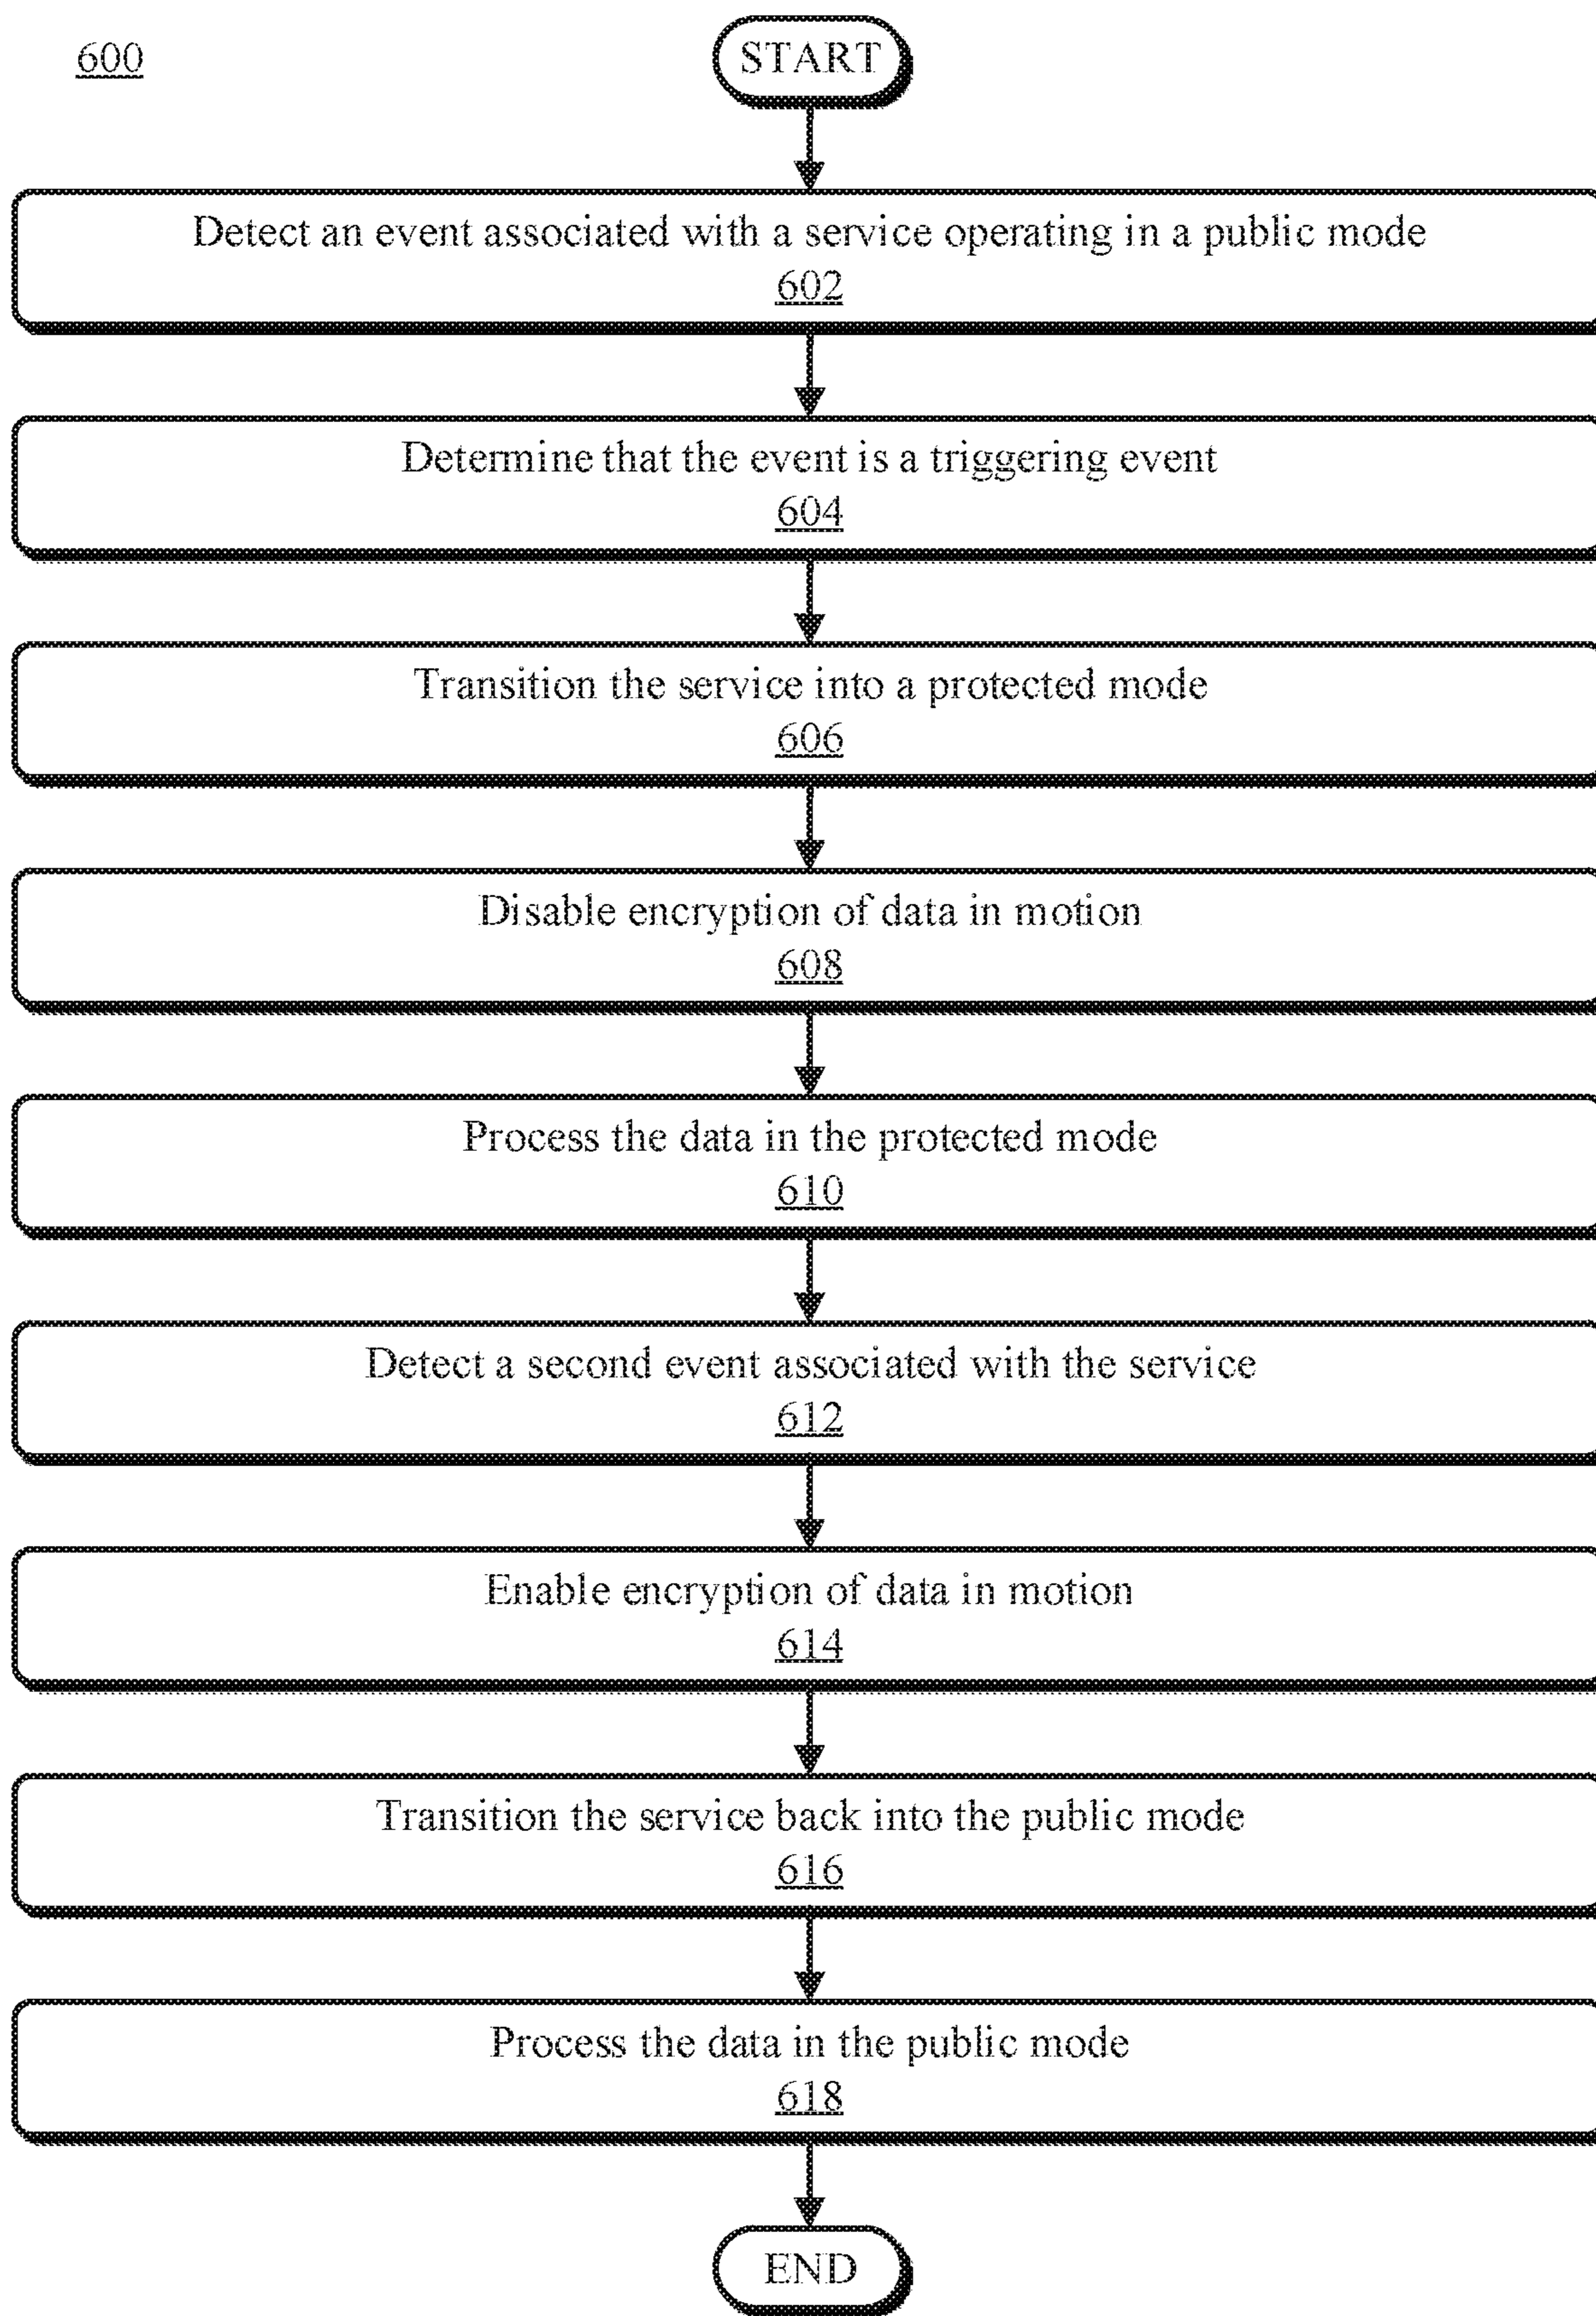 600
START
Detect an event associated with a service operating in a public mode
602
Determine that the event is a triggering event
604
Transition the service into a protected mode
606
Disable encryption of data in motion
608
Process the data in the protected mode
610
Detect a second event associated with the service
612
Enable encryption of data in motion
614
Transition the service back into the public mode
616
Process the data in the public mode
618
END